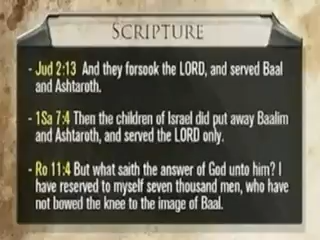 SCRIPTURE
- Jud 2:13 And they forsook the LORD, and served Baal
and Ashtaroth.
- 1Sa 7:4 Then the children of Israel did put away Baalim
and Ashtaroth, and served the LORD only.
- Ro 11:4 But what saith the answer of God unto him? I
have reserved to myself seven thousand men, who have
not bowed the knee to the image of Baal.